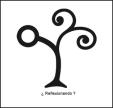 ¿ Reflexionando ?